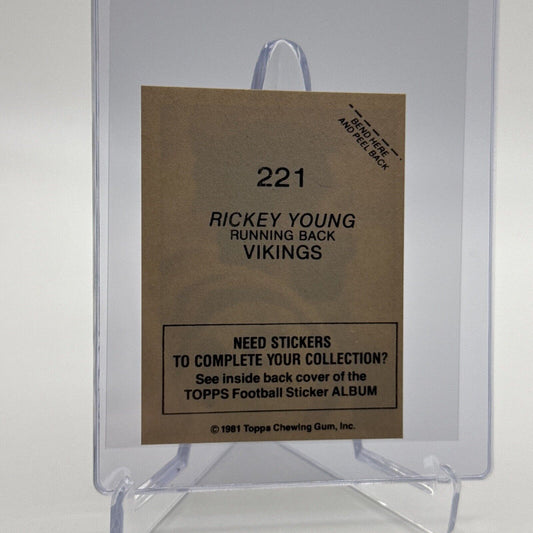 BEND HERE
AND PEEL BACK
221
RICKEY YOUNG
RUNNING BACK
VIKINGS
NEED STICKERS
TO COMPLETE YOUR COLLECTION?
See inside back cover of the
TOPPS Football Sticker ALBUM
© 1981 Topps Chewing Gum, Inc.